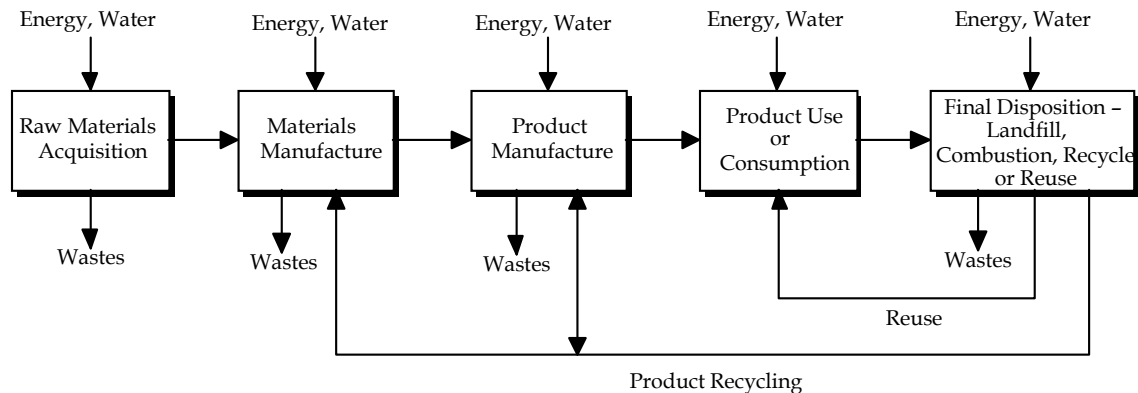 Energy, Water
Energy, Water
Energy, Water
Energy, Water
Energy, Water
Raw Materials
Acquisition
Materials
Manufacture
Product
Manufacture
Product Use
or
Consumption
Final Disposition –
Landfill,
Combustion, Recycle
or Reuse
Wastes
Wastes
Wastes
Wastes
Reuse
Product Recycling